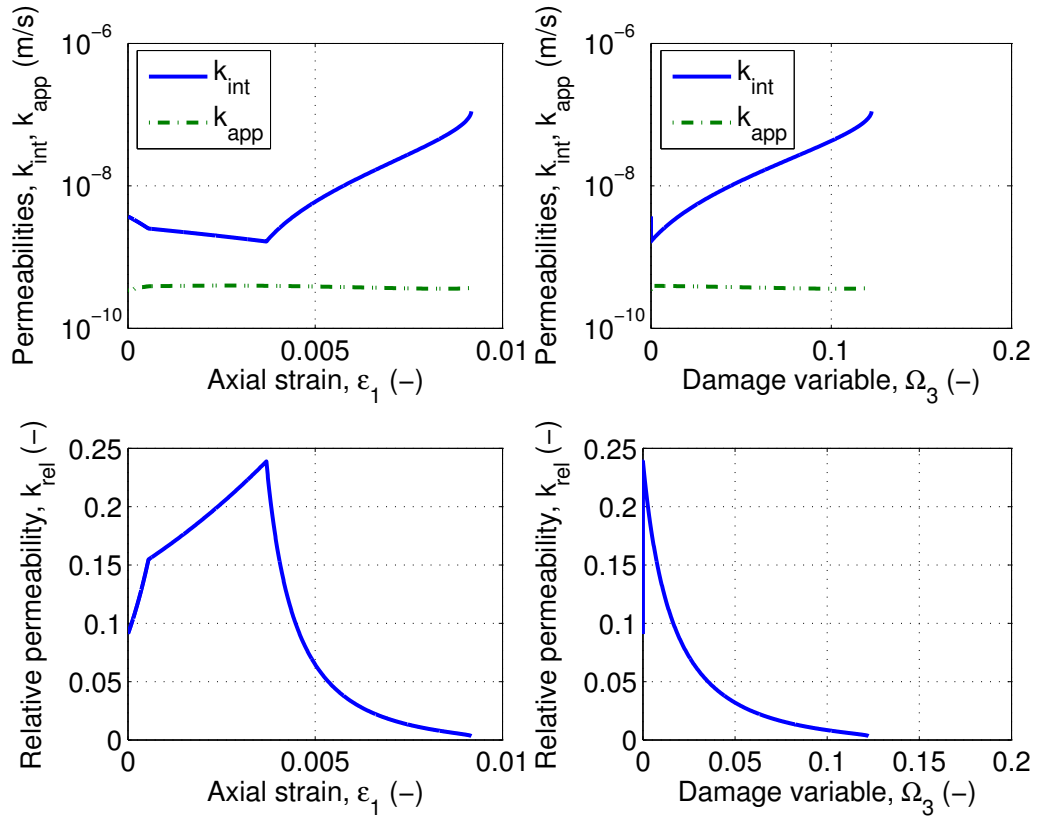 Permeabilities, k_int, k_app (m/s)
10^−6
10^−8
10^−10
k_int
k_app
0 0.005 0.01
Axial strain, ε_1 (−)
Permeabilities, k_int, k_app (m/s)
10^−6
10^−8
10^−10
k_int
k_app
0 0.1 0.2
Damage variable, Ω_3 (−)
Relative permeability, k_rel (−)
0.25
0.2
0.15
0.1
0.05
0
0 0.005 0.01
Axial strain, ε_1 (−)
Relative permeability, k_rel (−)
0.25
0.2
0.15
0.1
0.05
0
0 0.05 0.1 0.15 0.2
Damage variable, Ω_3 (−)